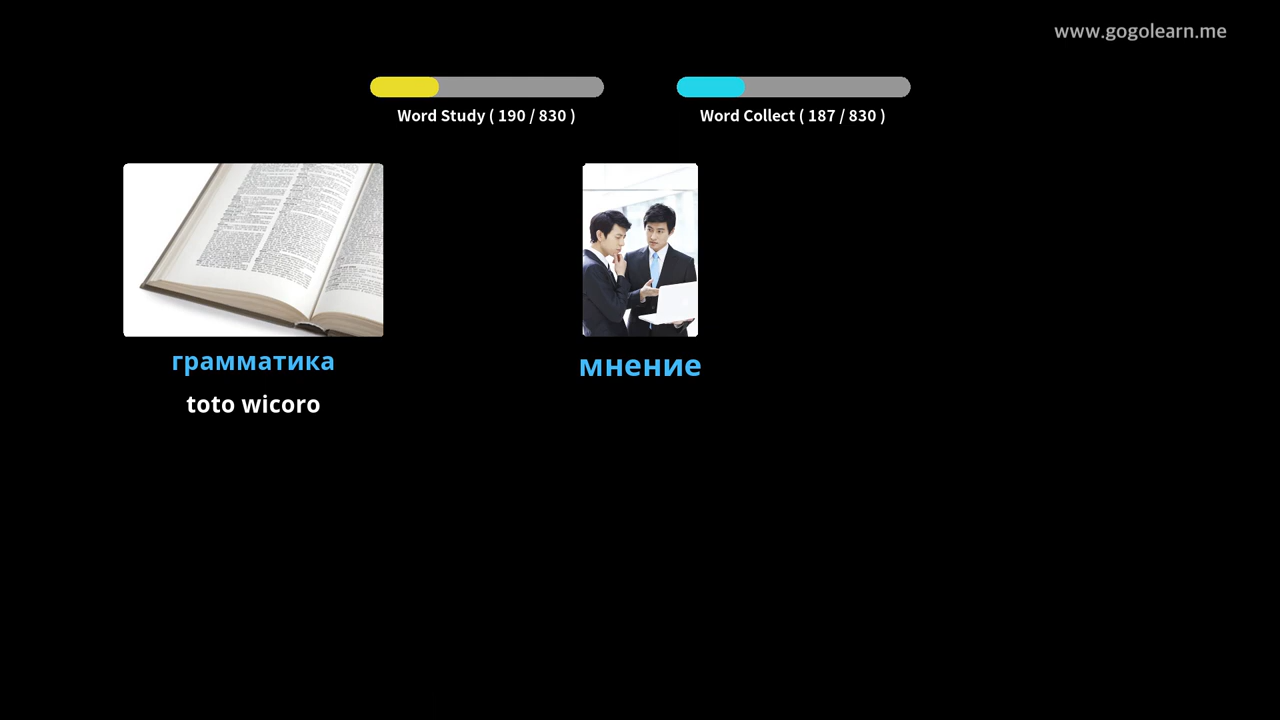 www.gogolearn.me
Word Study ( 190 / 830 )
Word Collect ( 187 / 830 )
грамматика
toto wicoro
мнение